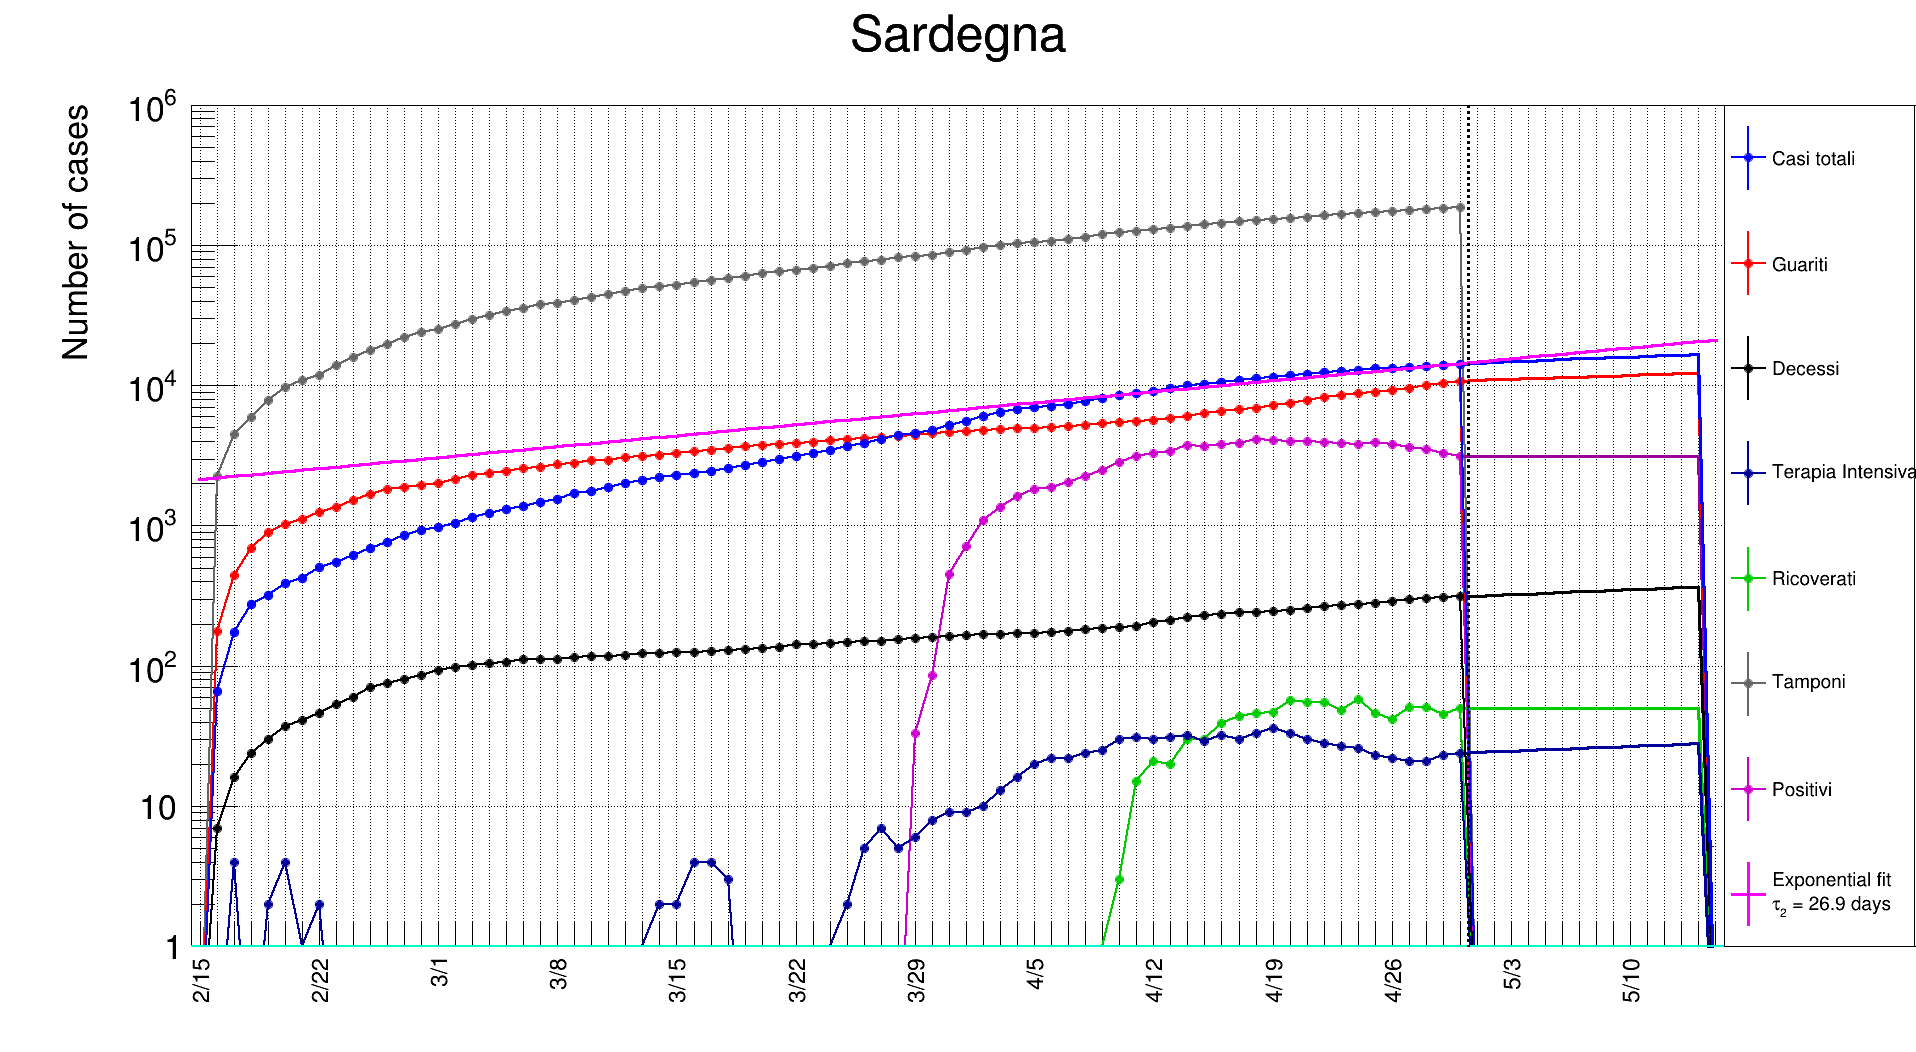 Sardegna
Number of cases
10^6
10^5
10^4
10^3
10^2
10
1
2/15
2/22
3/1
3/8
3/15
3/22
3/29
4/5
4/12
4/19
4/26
5/3
5/10
Casi totali
Guariti
Decessi
Terapia Intensiva
Ricoverati
Tamponi
Positivi
Exponential fit
τ₂ = 26.9 days